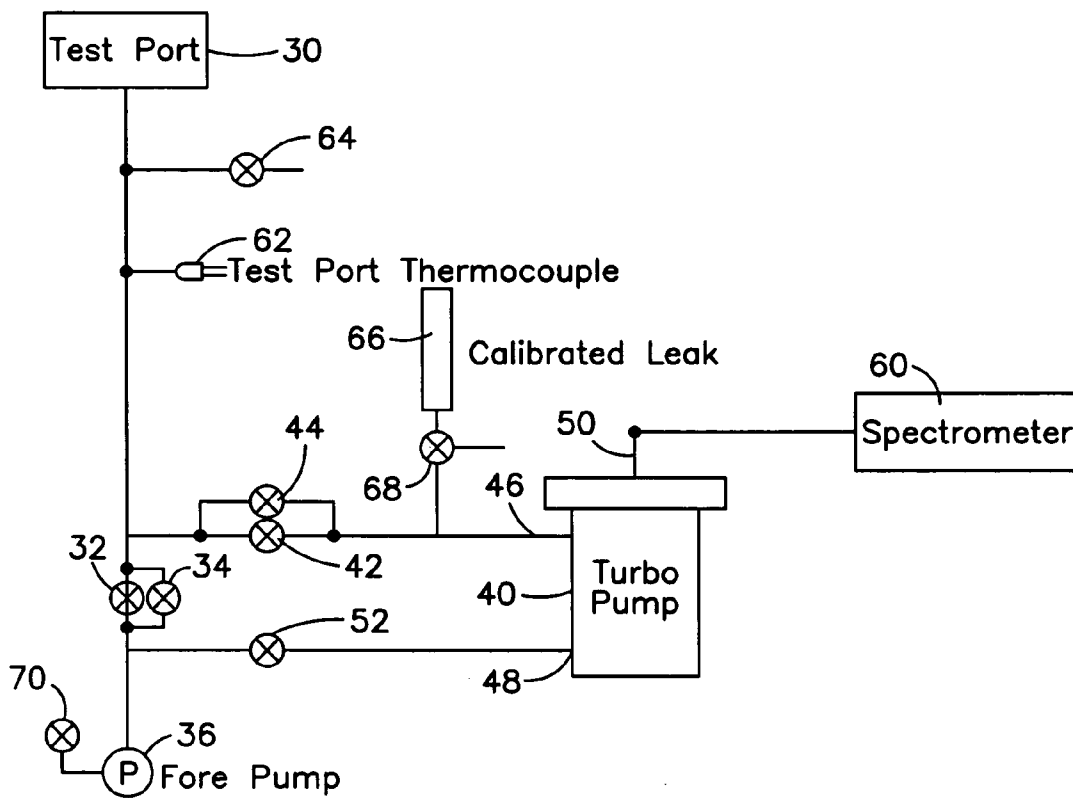 Test Port
30
64
62
Test Port Thermocouple
66
Calibrated Leak
60
Spectrometer
50
44
68
46
42
32
34
40
Turbo
Pump
52
48
70
36
P
Fore Pump